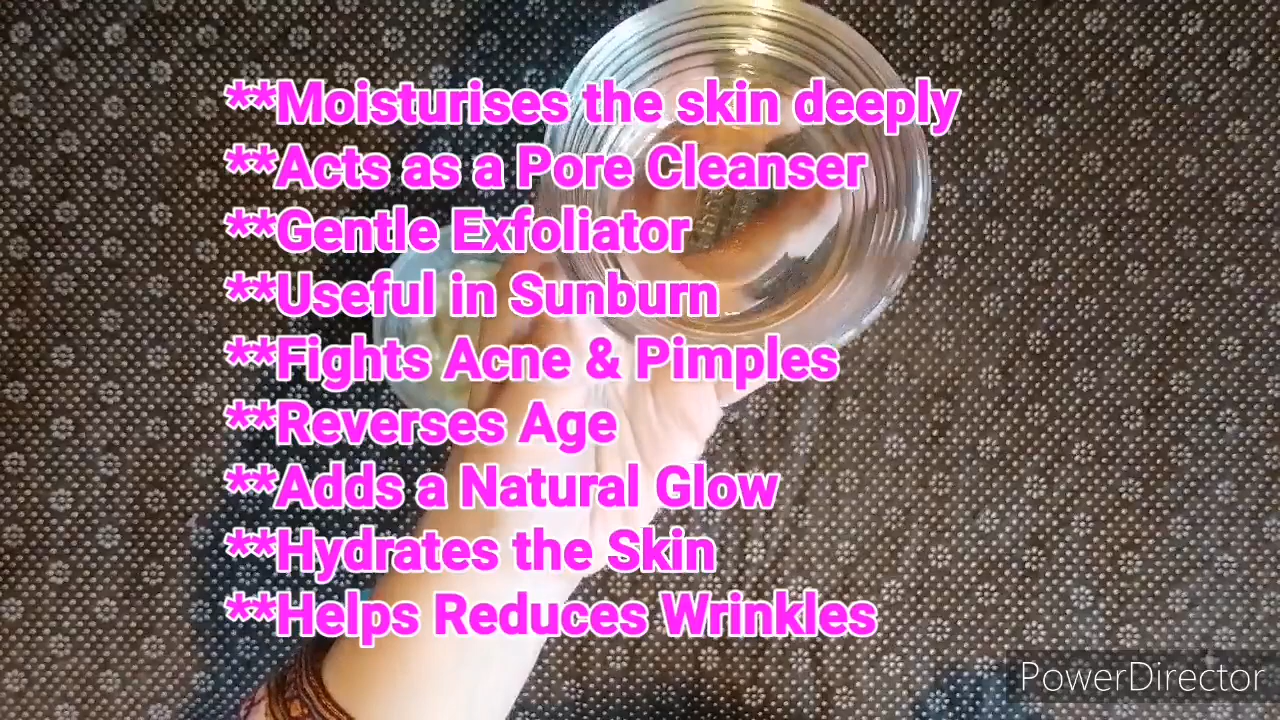 **Moisturises the skin deeply
**Acts as a Pore Cleanser
**Gentle Exfoliator
**Useful in Sunburn
**Fights Acne & Pimples
**Reverses Age
**Adds a Natural Glow
**Hydrates the Skin
**Helps Reduces Wrinkles
PowerDirector